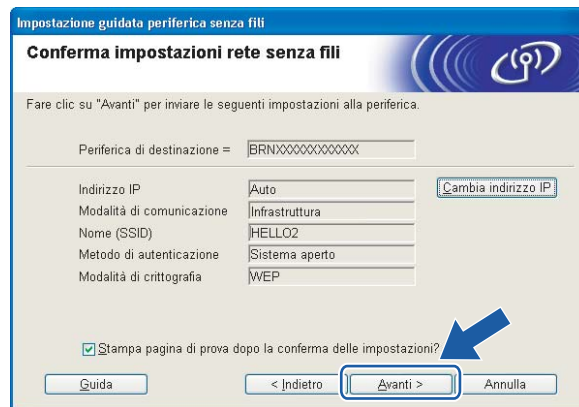 Impostazione guidata periferica senza fili
Conferma impostazioni rete senza fili
Fare clic su "Avanti" per inviare le seguenti impostazioni alla periferica.
Periferica di destinazione = BRNXXXXXXXXXXXX
Indirizzo IP Auto Cambia indirizzo IP
Modalità di comunicazione Infrastruttura
Nome (SSID) HELLO2
Metodo di autenticazione Sistema aperto
Modalità di crittografia WEP
Stampa pagina di prova dopo la conferma delle impostazioni?
Guida < Indietro Avanti > Annulla